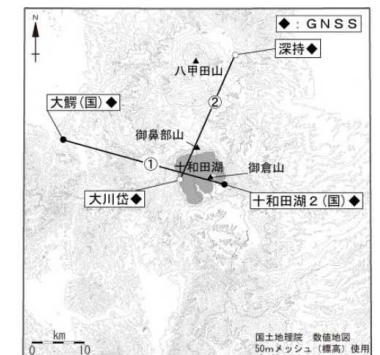 N
◆：GNSS
深持◆
八甲田山
②
大鰐(国)◆
御鼻部山
①
十和田湖
御倉山
大川岱◆
十和田湖２(国)◆
km
0 10
国土地理院 数値地図
50mメッシュ（標高）使用